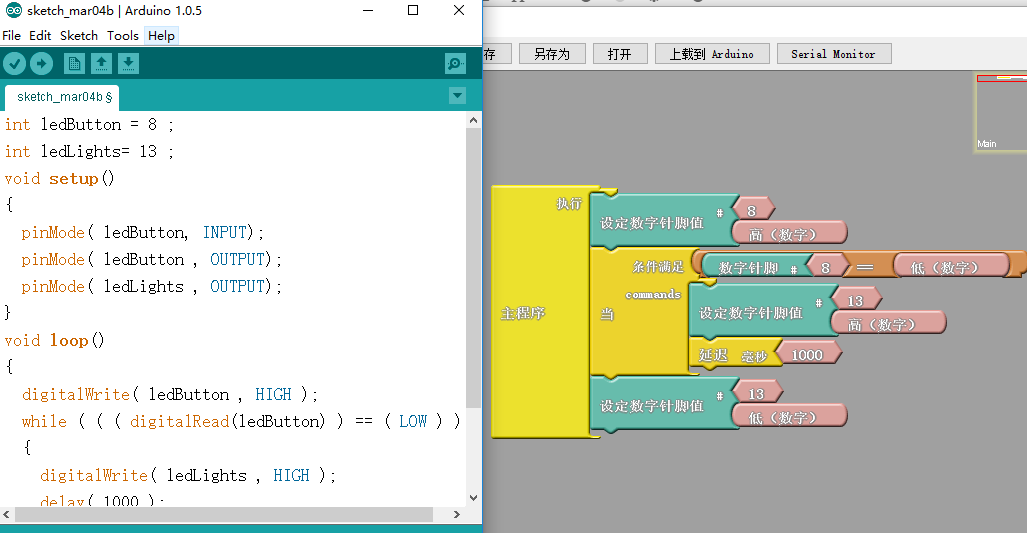 sketch_mar04b | Arduino 1.0.5
File Edit Sketch Tools Help
sketch_mar04b §
int ledButton = 8 ;
int ledLights= 13 ;
void setup()
{
pinMode( ledButton, INPUT);
pinMode( ledButton , OUTPUT);
pinMode( ledLights , OUTPUT);
}
void loop()
{
digitalWrite( ledButton , HIGH );
while ( ( ( digitalRead(ledButton) ) == ( LOW ) )
{
digitalWrite( ledLights , HIGH );
delay( 1000 );
存 另存为 打开 上载到 Arduino Serial Monitor
Main
主程序
执行
设定数字针脚值 # 8
高（数字）
当
条件满足 数字针脚 # 8 == 低（数字）
commands
设定数字针脚值 # 13
高（数字）
延迟 毫秒 1000
设定数字针脚值 # 13
低（数字）